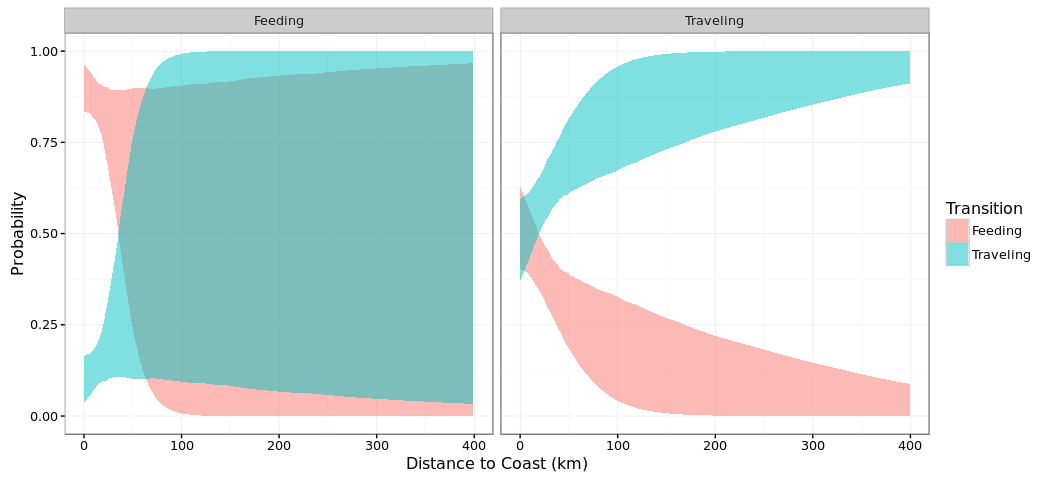 Feeding
Traveling
1.00
0.75
0.50
0.25
0.00
Probability
0 100 200 300 400
0 100 200 300 400
Distance to Coast (km)
Transition
Feeding
Traveling